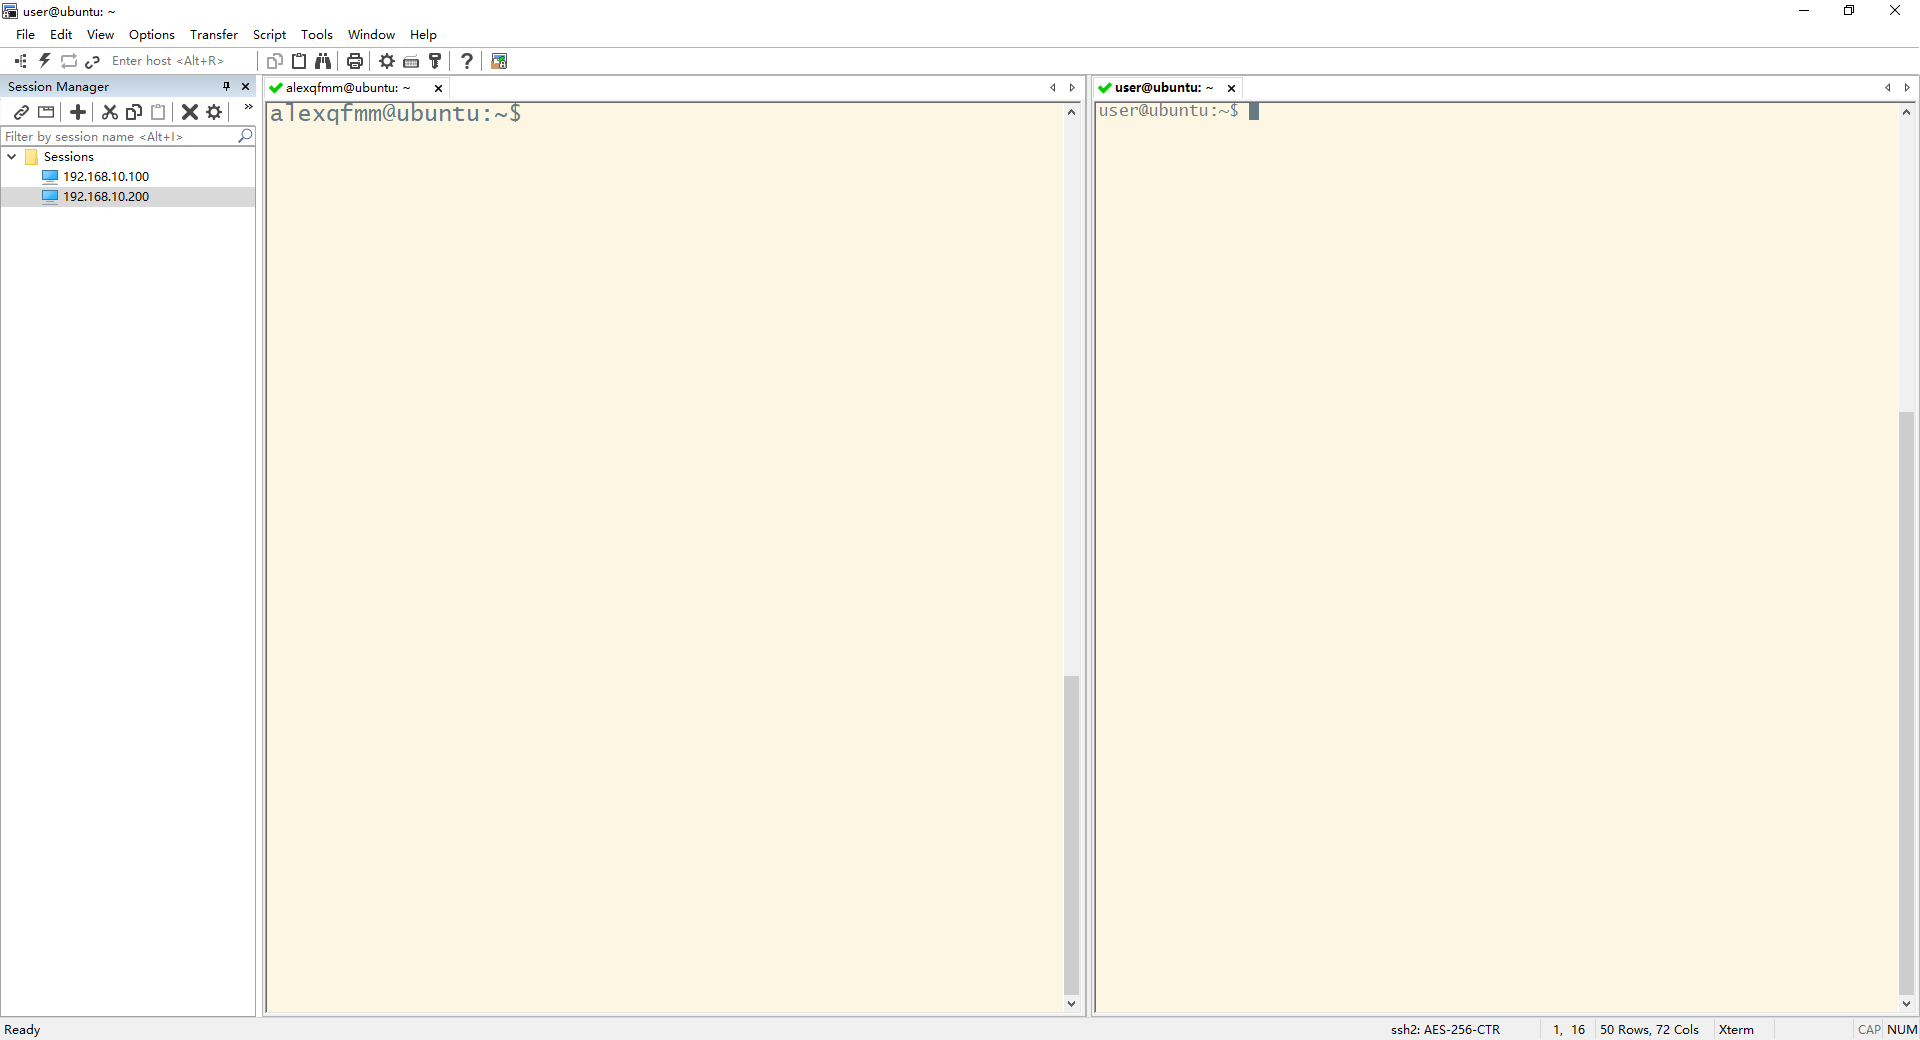 user@ubuntu: ~
File Edit View Options Transfer Script Tools Window Help
Enter host <Alt+R>
Session Manager
Filter by session name <Alt+I>
Sessions
192.168.10.100
192.168.10.200
alexqfmm@ubuntu: ~
alexqfmm@ubuntu:~$
user@ubuntu: ~
user@ubuntu:~$
Ready
ssh2: AES-256-CTR 1, 16 50 Rows, 72 Cols Xterm CAP NUM